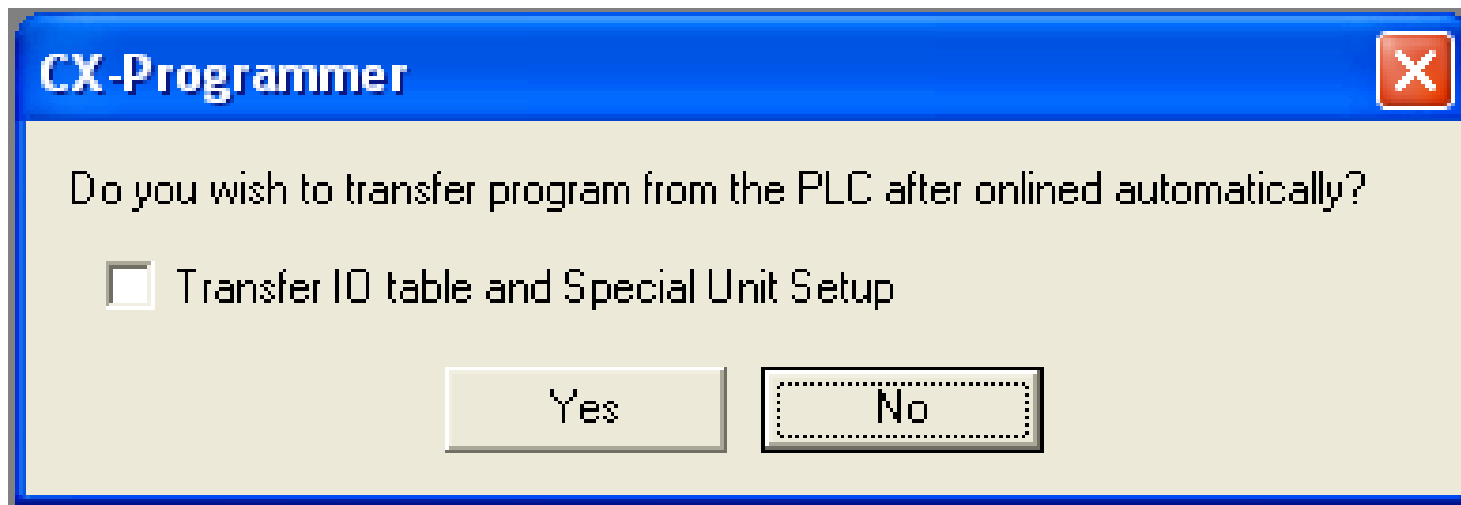 CX-Programmer
Do you wish to transfer program from the PLC after onlined automatically?
Transfer IO table and Special Unit Setup
Yes No